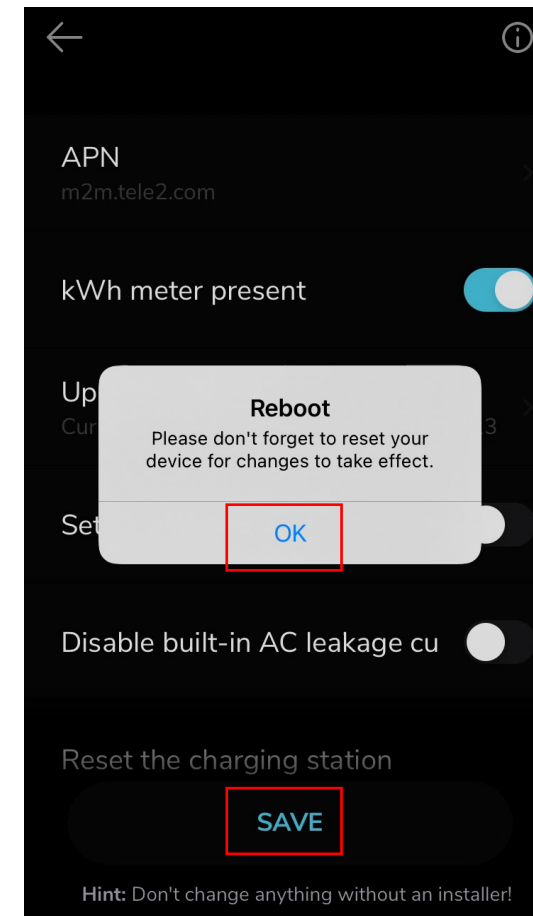 APN
m2m.tele2.com
kWh meter present
Up
Cur
3
Reboot
Please don't forget to reset your
device for changes to take effect.
OK
Set
Disable built-in AC leakage cu
Reset the charging station
SAVE
Hint: Don't change anything without an installer!